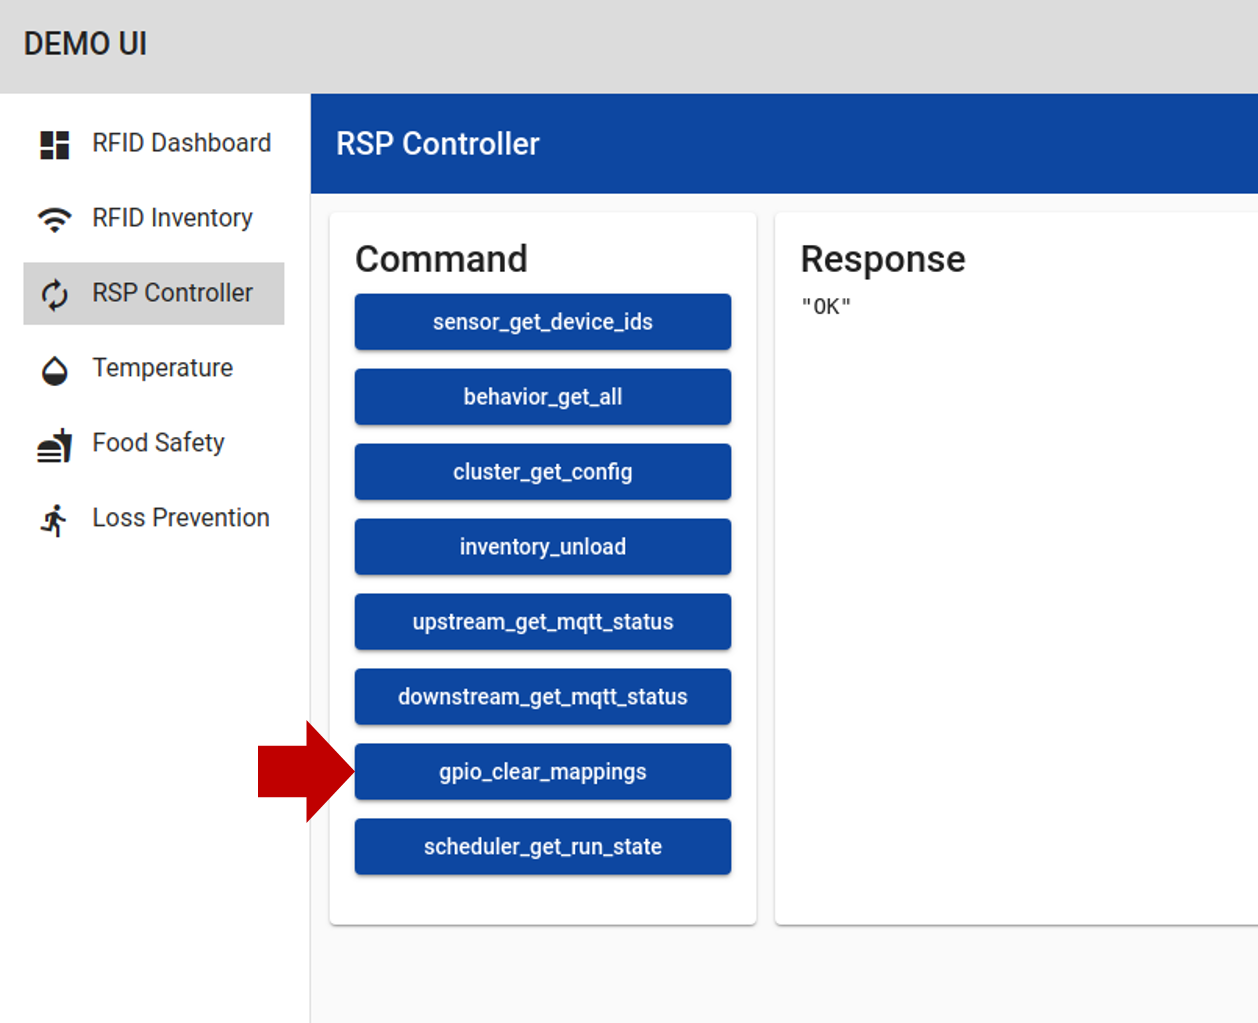 DEMO UI
RFID Dashboard
RFID Inventory
RSP Controller
Temperature
Food Safety
Loss Prevention
RSP Controller
Command
sensor_get_device_ids
behavior_get_all
cluster_get_config
inventory_unload
upstream_get_mqtt_status
downstream_get_mqtt_status
gpio_clear_mappings
scheduler_get_run_state
Response
"OK"